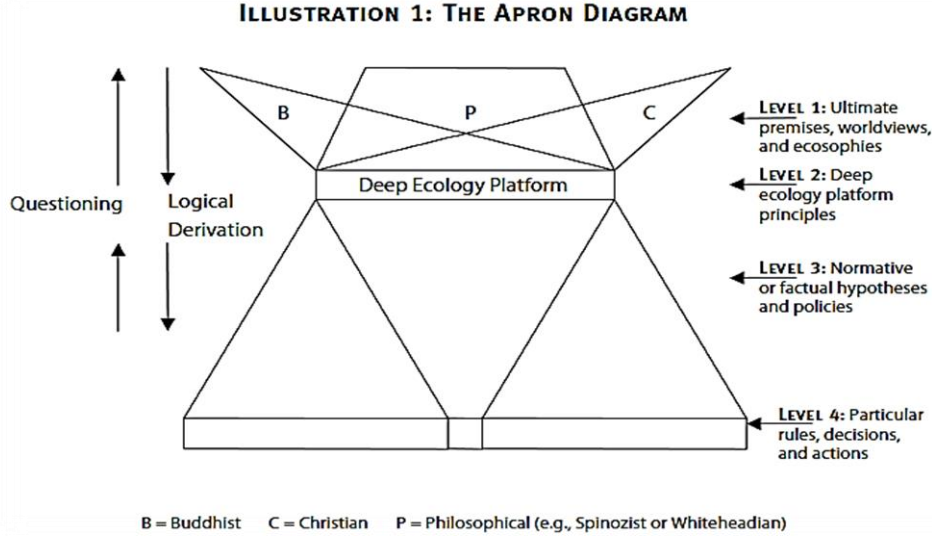 ILLUSTRATION 1: THE APRON DIAGRAM
B
P
C
Deep Ecology Platform
Questioning
Logical
Derivation
LEVEL 1: Ultimate
premises, worldviews,
and ecosophies
LEVEL 2: Deep
ecology platform
principles
LEVEL 3: Normative
or factual hypotheses
and policies
LEVEL 4: Particular
rules, decisions,
and actions
B = Buddhist C = Christian P = Philosophical (e.g., Spinozist or Whiteheadian)